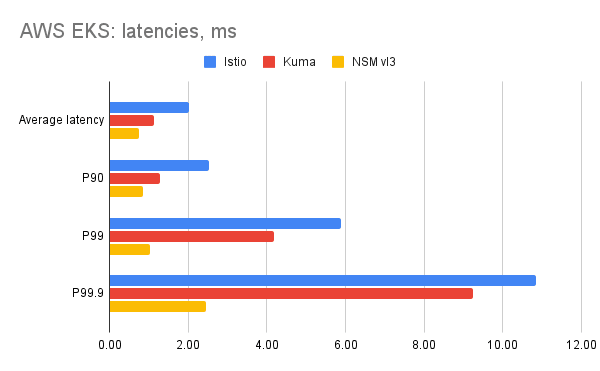 AWS EKS: latencies, ms
Istio Kuma NSM vl3
Average latency
P90
P99
P99.9
0.00 2.00 4.00 6.00 8.00 10.00 12.00